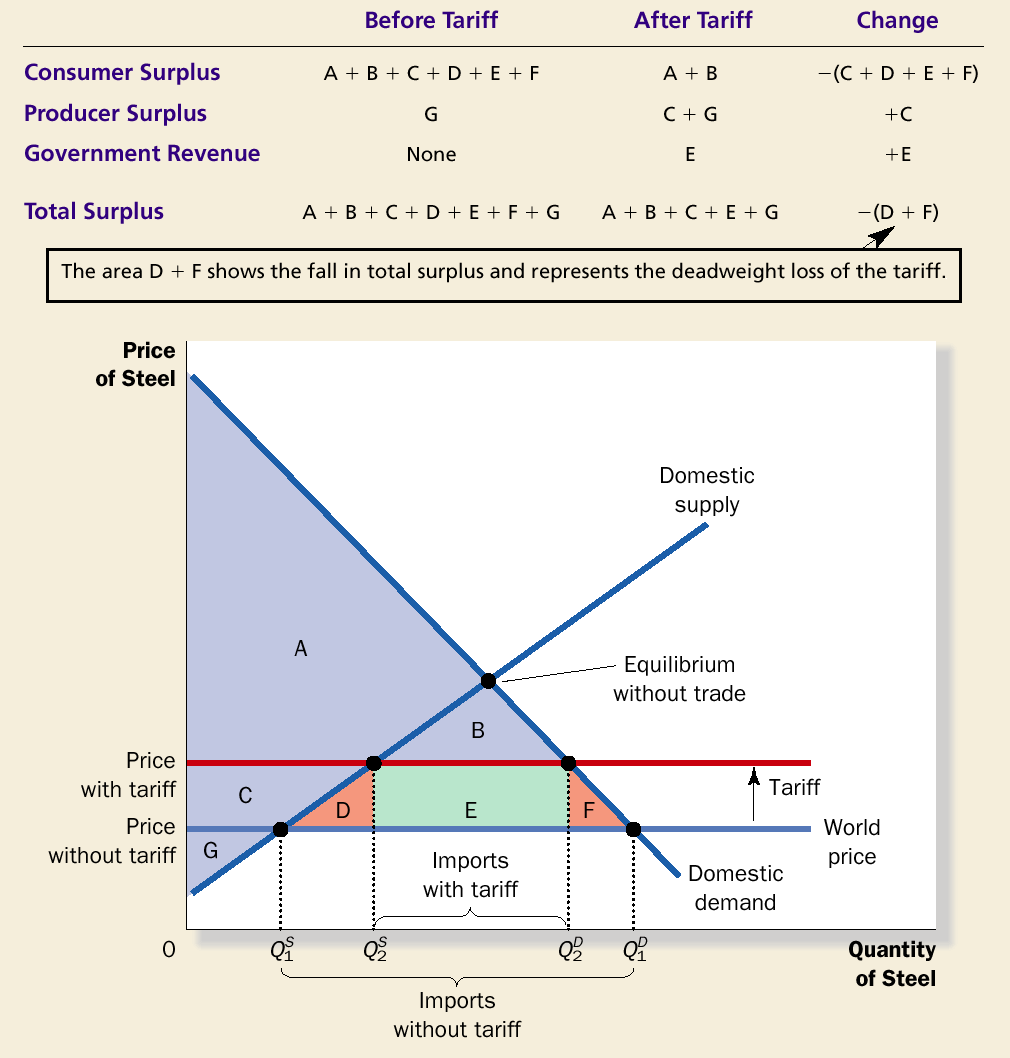 Before Tariff After Tariff Change
Consumer Surplus A + B + C + D + E + F A + B −(C + D + E + F)
Producer Surplus G C + G +C
Government Revenue None E +E
Total Surplus A + B + C + D + E + F + G A + B + C + E + G −(D + F)
The area D + F shows the fall in total surplus and represents the deadweight loss of the tariff.
Price
of Steel
Domestic
supply
A
Equilibrium
without trade
B
Price
with tariff
C
D
E
F
Tariff
Price
without tariff
G
World
price
Imports
with tariff
Domestic
demand
0
Q₁ˢ Q₂ˢ Q₂ᴰ Q₁ᴰ
Quantity
of Steel
Imports
without tariff